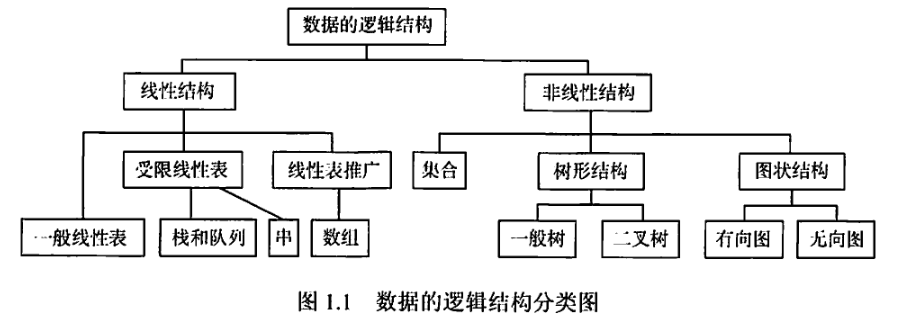 数据的逻辑结构
线性结构
非线性结构
受限线性表
线性表推广
集合
树形结构
图状结构
一般线性表
栈和队列
串
数组
一般树
二叉树
有向图
无向图
图 1.1 数据的逻辑结构分类图